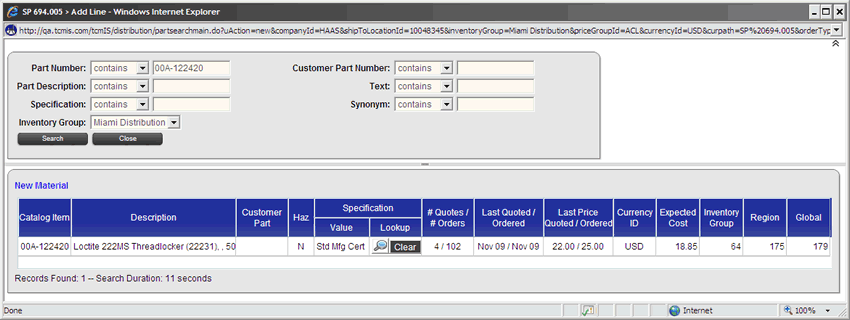 SP 694.005 > Add Line - Windows Internet Explorer
http://qa.tcmis.com/tcmIS/distribution/partsearchmain.do?uAction=new&companyId=HAAS&shipToLocationId=10048345&inventoryGroup=Miami Distribution&priceGroupId=ACL&currencyId=USD&curpath=SP%20694.005&orderTyp
Part Number: contains 00A-122420 Customer Part Number: contains
Part Description: contains Text: contains
Specification: contains Synonym: contains
Inventory Group: Miami Distribution
Search Close
New Material
Catalog Item Description Customer Part Haz Specification Value Lookup # Quotes / # Orders Last Quoted / Ordered Last Price Quoted / Ordered Currency ID Expected Cost Inventory Group Region Global
00A-122420 Loctite 222MS Threadlocker (22231), , 50 N Std Mfg Cert Clear 4 / 102 Nov 09 / Nov 09 22.00 / 25.00 USD 18.85 64 175 179
Records Found: 1 -- Search Duration: 11 seconds
Done Internet 100%